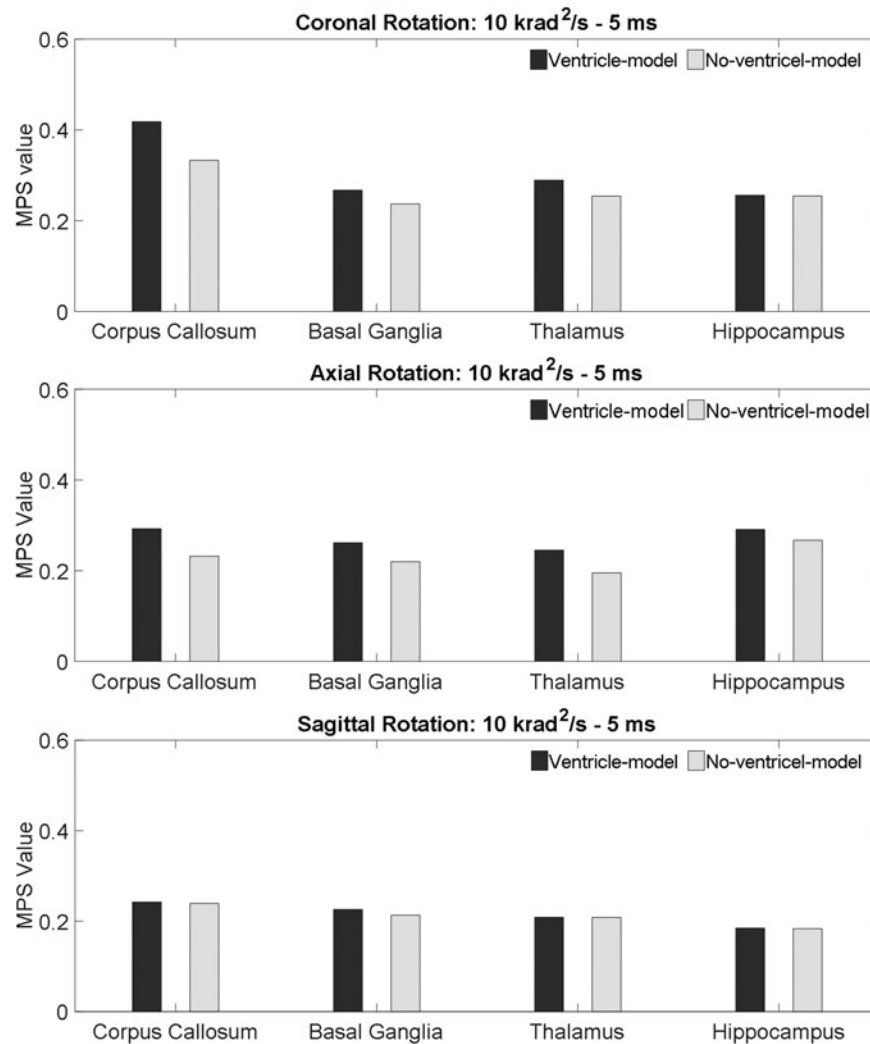 Coronal Rotation: 10 krad²/s - 5 ms
0.6
Ventricle-model No-ventricel-model
0.4
MPS value
0.2
0
Corpus Callosum Basal Ganglia Thalamus Hippocampus
Axial Rotation: 10 krad²/s - 5 ms
0.6
Ventricle-model No-ventricel-model
0.4
MPS Value
0.2
0
Corpus Callosum Basal Ganglia Thalamus Hippocampus
Sagittal Rotation: 10 krad²/s - 5 ms
0.6
Ventricle-model No-ventricel-model
0.4
MPS Value
0.2
0
Corpus Callosum Basal Ganglia Thalamus Hippocampus